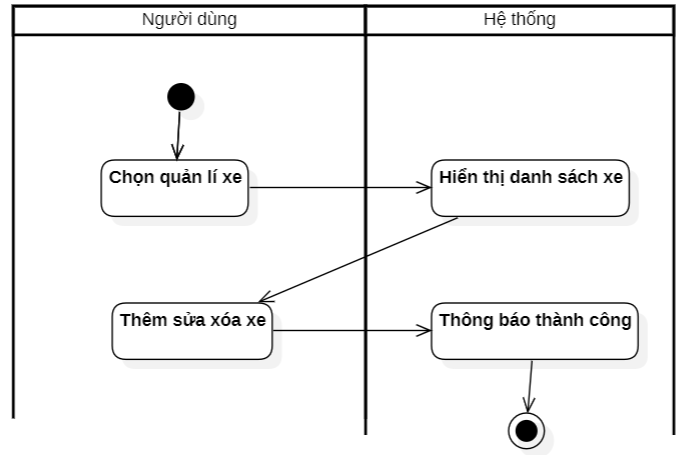 Người dùng
Hệ thống
Chọn quản lí xe
Hiển thị danh sách xe
Thêm sửa xóa xe
Thông báo thành công